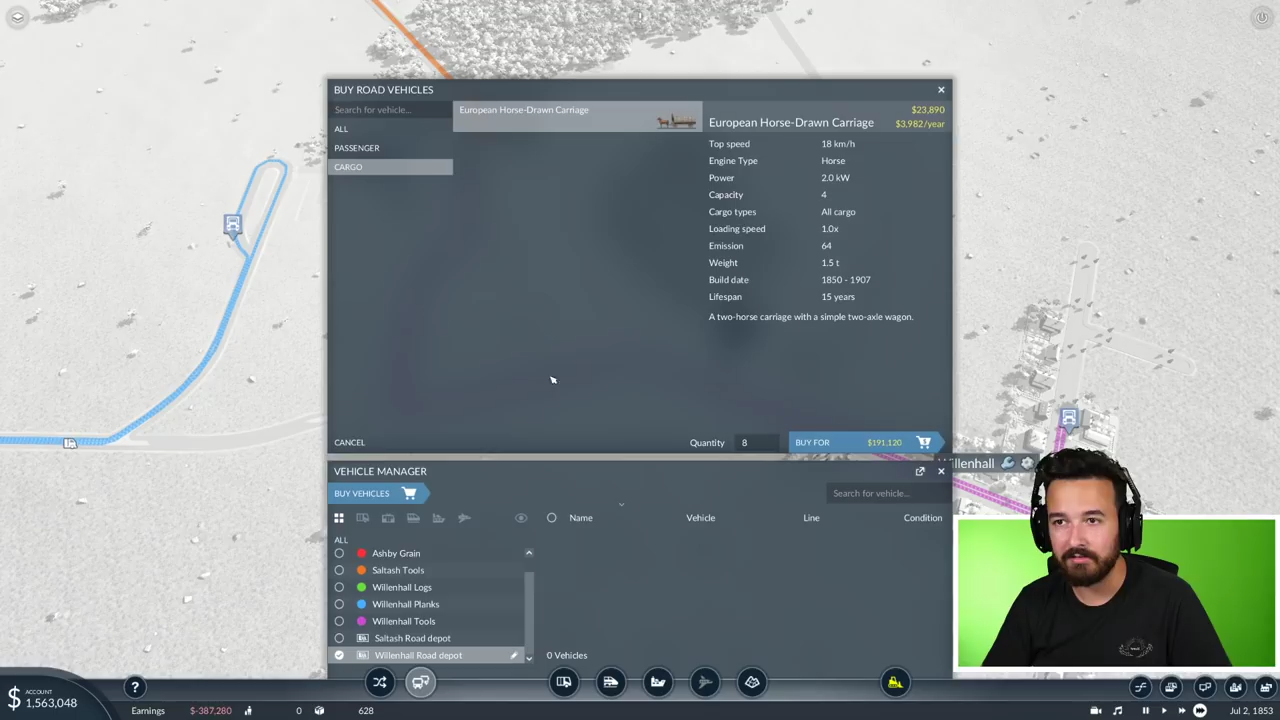 BUY ROAD VEHICLES
Search for vehicle...
ALL
PASSENGER
CARGO
European Horse-Drawn Carriage
$23,890
European Horse-Drawn Carriage
$3,982/year
Top speed 18 km/h
Engine Type Horse
Power 2.0 kW
Capacity 4
Cargo types All cargo
Loading speed 1.0x
Emission 64
Weight 1.5 t
Build date 1850 - 1907
Lifespan 15 years
A two-horse carriage with a simple two-axle wagon.
CANCEL Quantity 8 BUY FOR $191,120
VEHICLE MANAGER
Willenhall
BUY VEHICLES
Search for vehicle...
Name Vehicle Line Condition
ALL
Ashby Grain
Saltash Tools
Willenhall Logs
Willenhall Planks
Willenhall Tools
Saltash Road depot
Willenhall Road depot
0 Vehicles
$ ACCOUNT
1,563,048
?
Earnings $-387,280 0 628
Jul 2, 1853